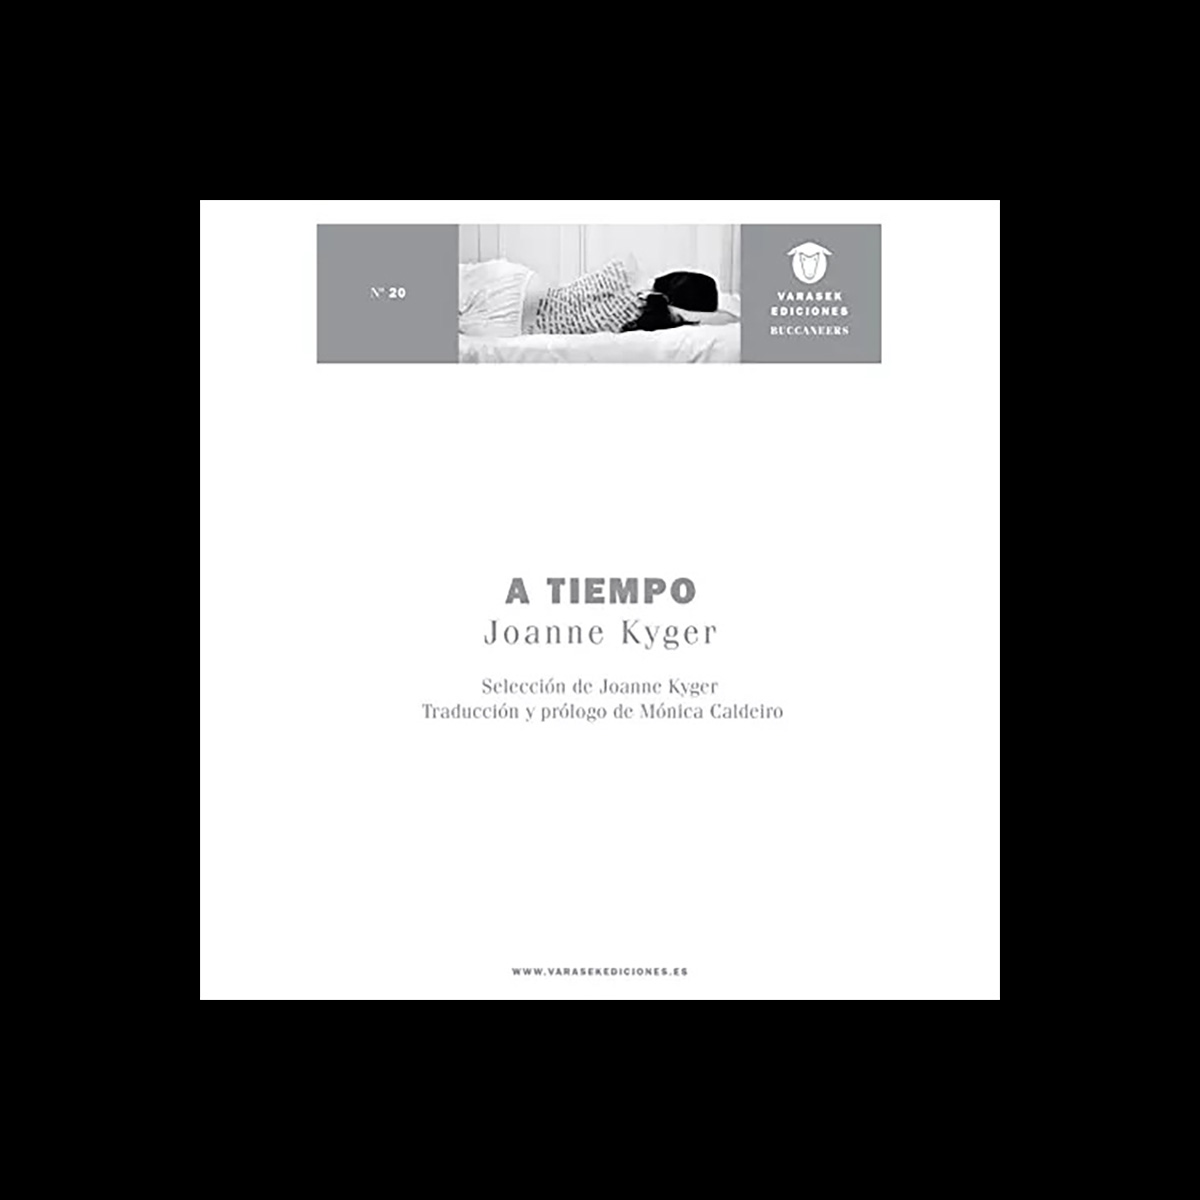 Nº 20
VARASEK
EDICIONES
BUCCANEERS
A TIEMPO
Joanne Kyger
Selección de Joanne Kyger
Traducción y prólogo de Mónica Caldeiro
WWW.VARASEKEDICIONES.ES